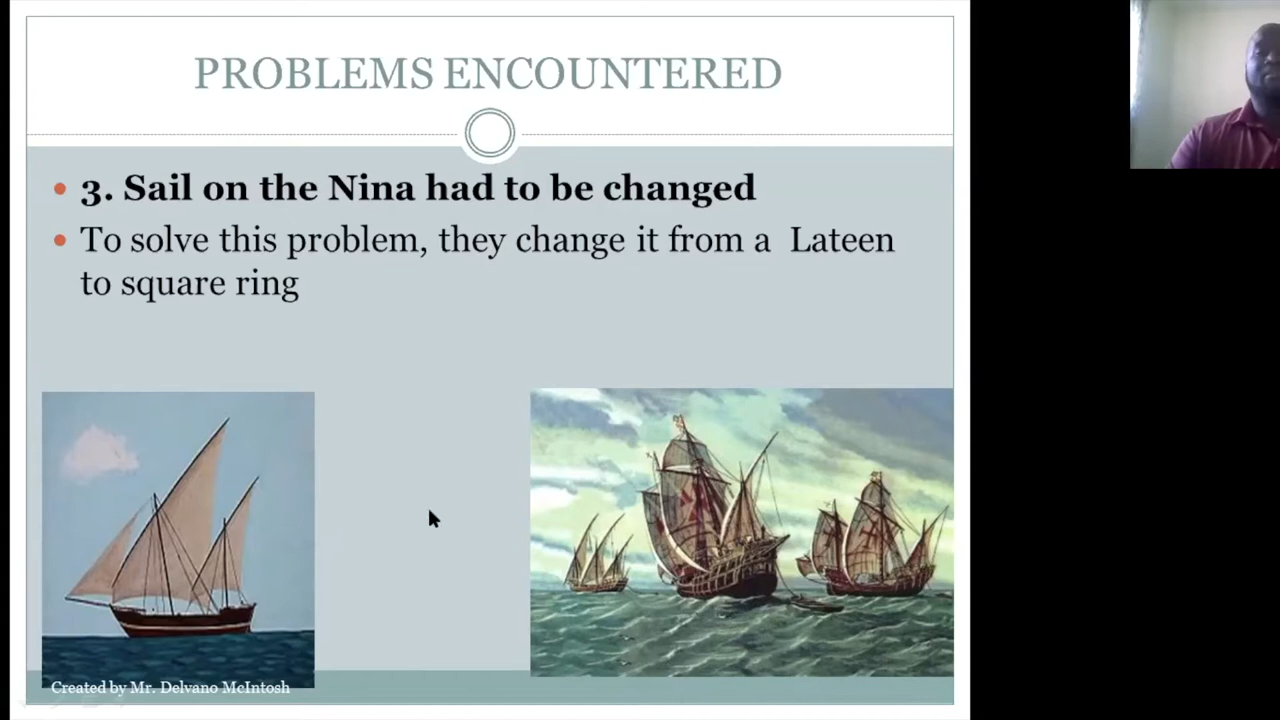 PROBLEMS ENCOUNTERED
3. Sail on the Nina had to be changed
To solve this problem, they change it from a Lateen
to square ring
Created by Mr. Delvano McIntosh